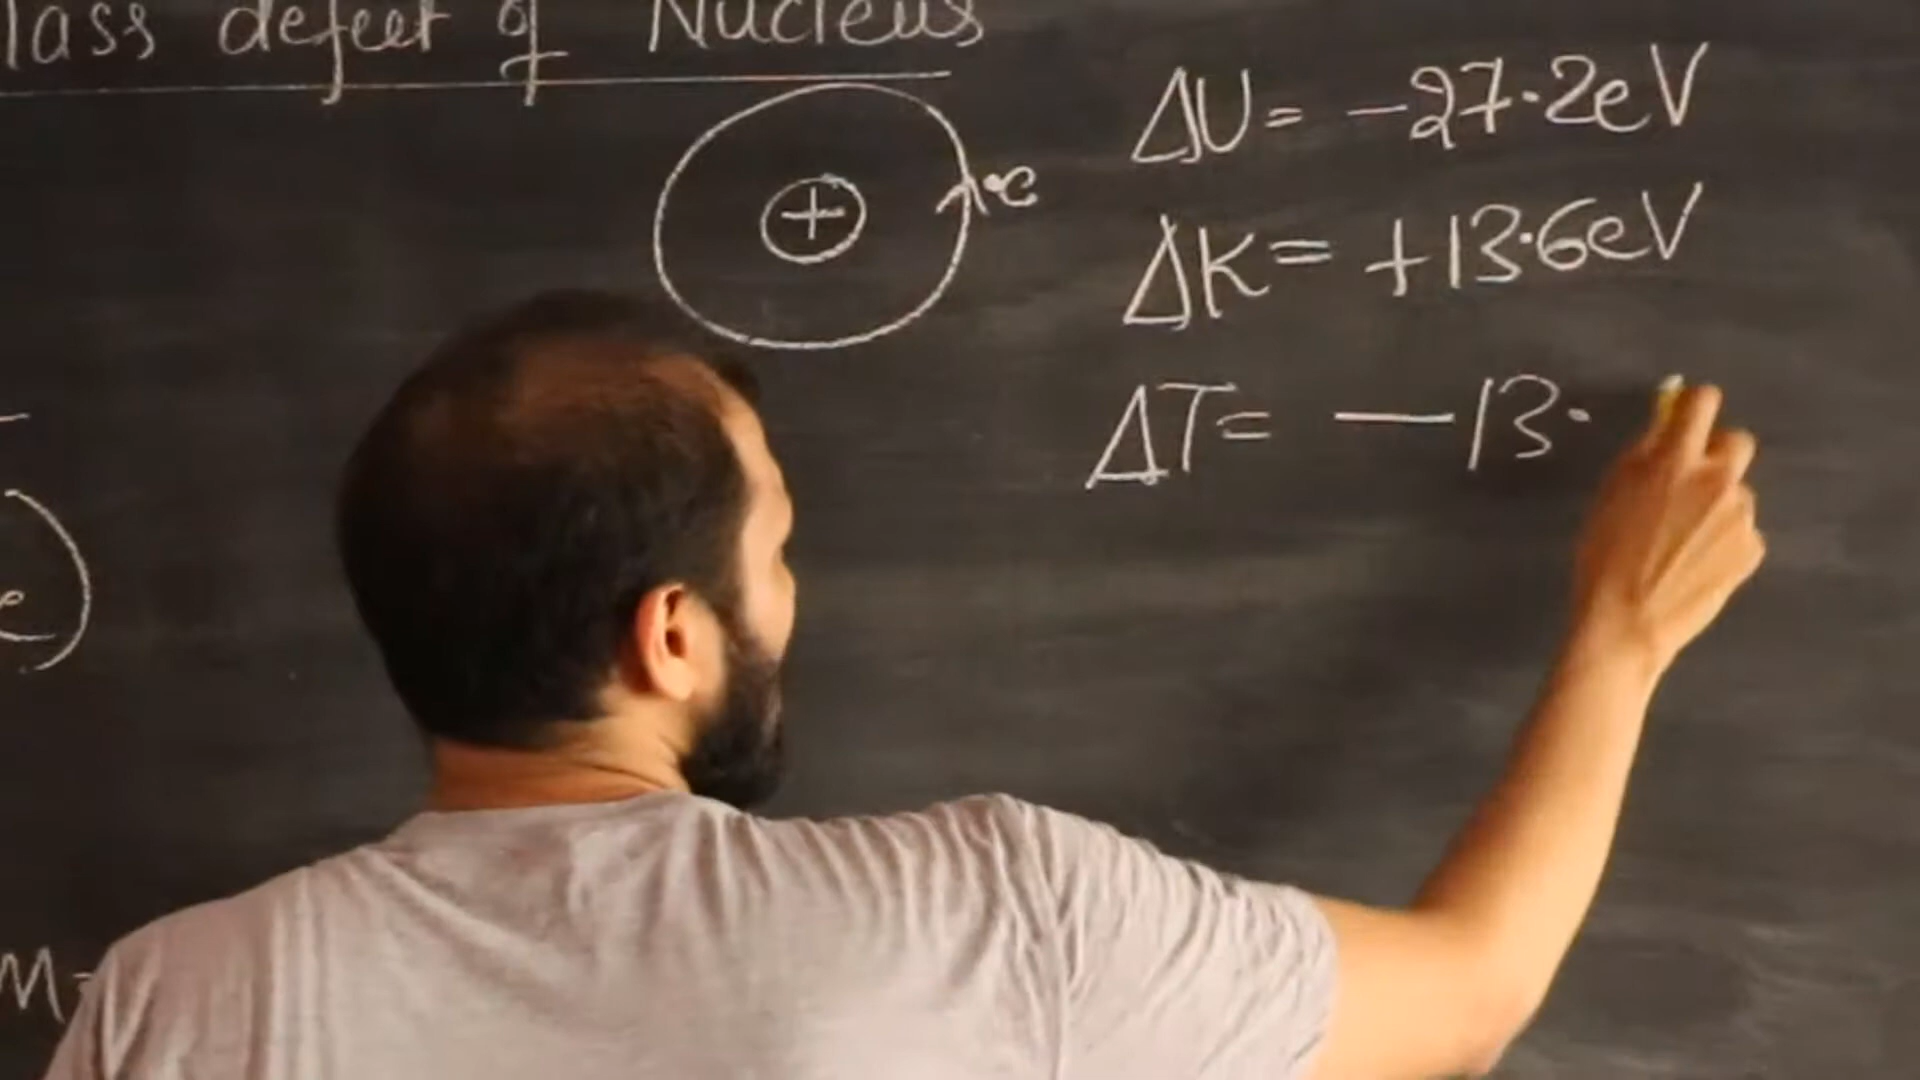 lass defect of Nucleus
ΔU= -27.2eV
+
e
ΔK= +13.6eV
ΔT= -13.
e)
M=